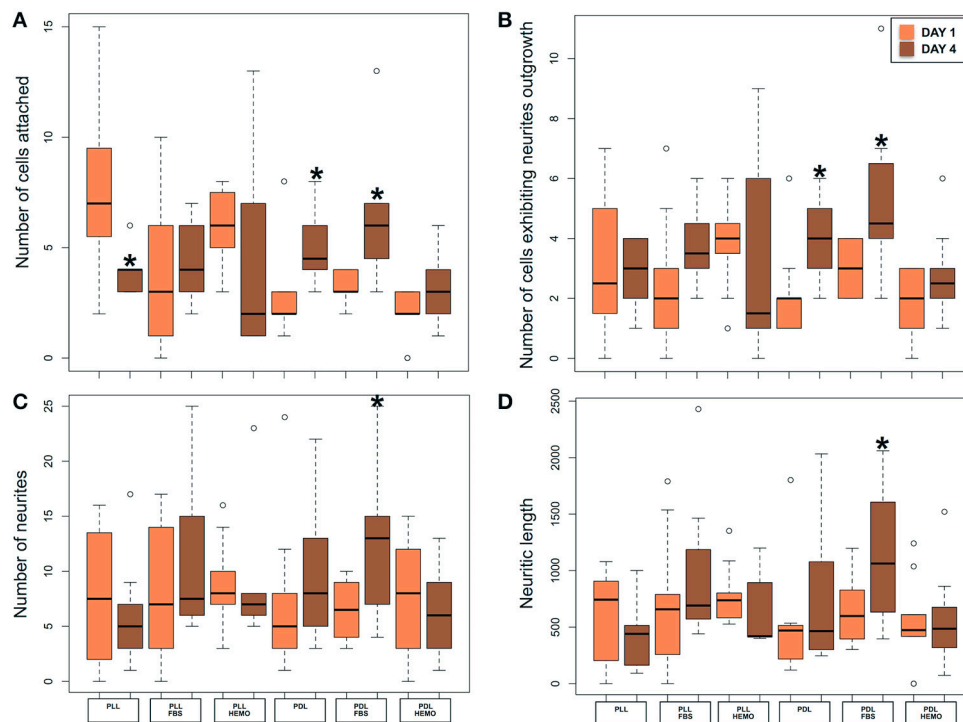 A
Number of cells attached
15
10
5
0
*
*
*
B
Number of cells exhibiting neurites outgrowth
10
8
6
4
2
0
DAY 1
DAY 4
*
*
C
Number of neurites
25
20
15
10
5
0
*
PLL
PLL
FBS
PLL
HEMO
PDL
PDL
FBS
PDL
HEMO
D
Neuritic length
2500
2000
1500
1000
500
0
*
PLL
PLL
FBS
PLL
HEMO
PDL
PDL
FBS
PDL
HEMO